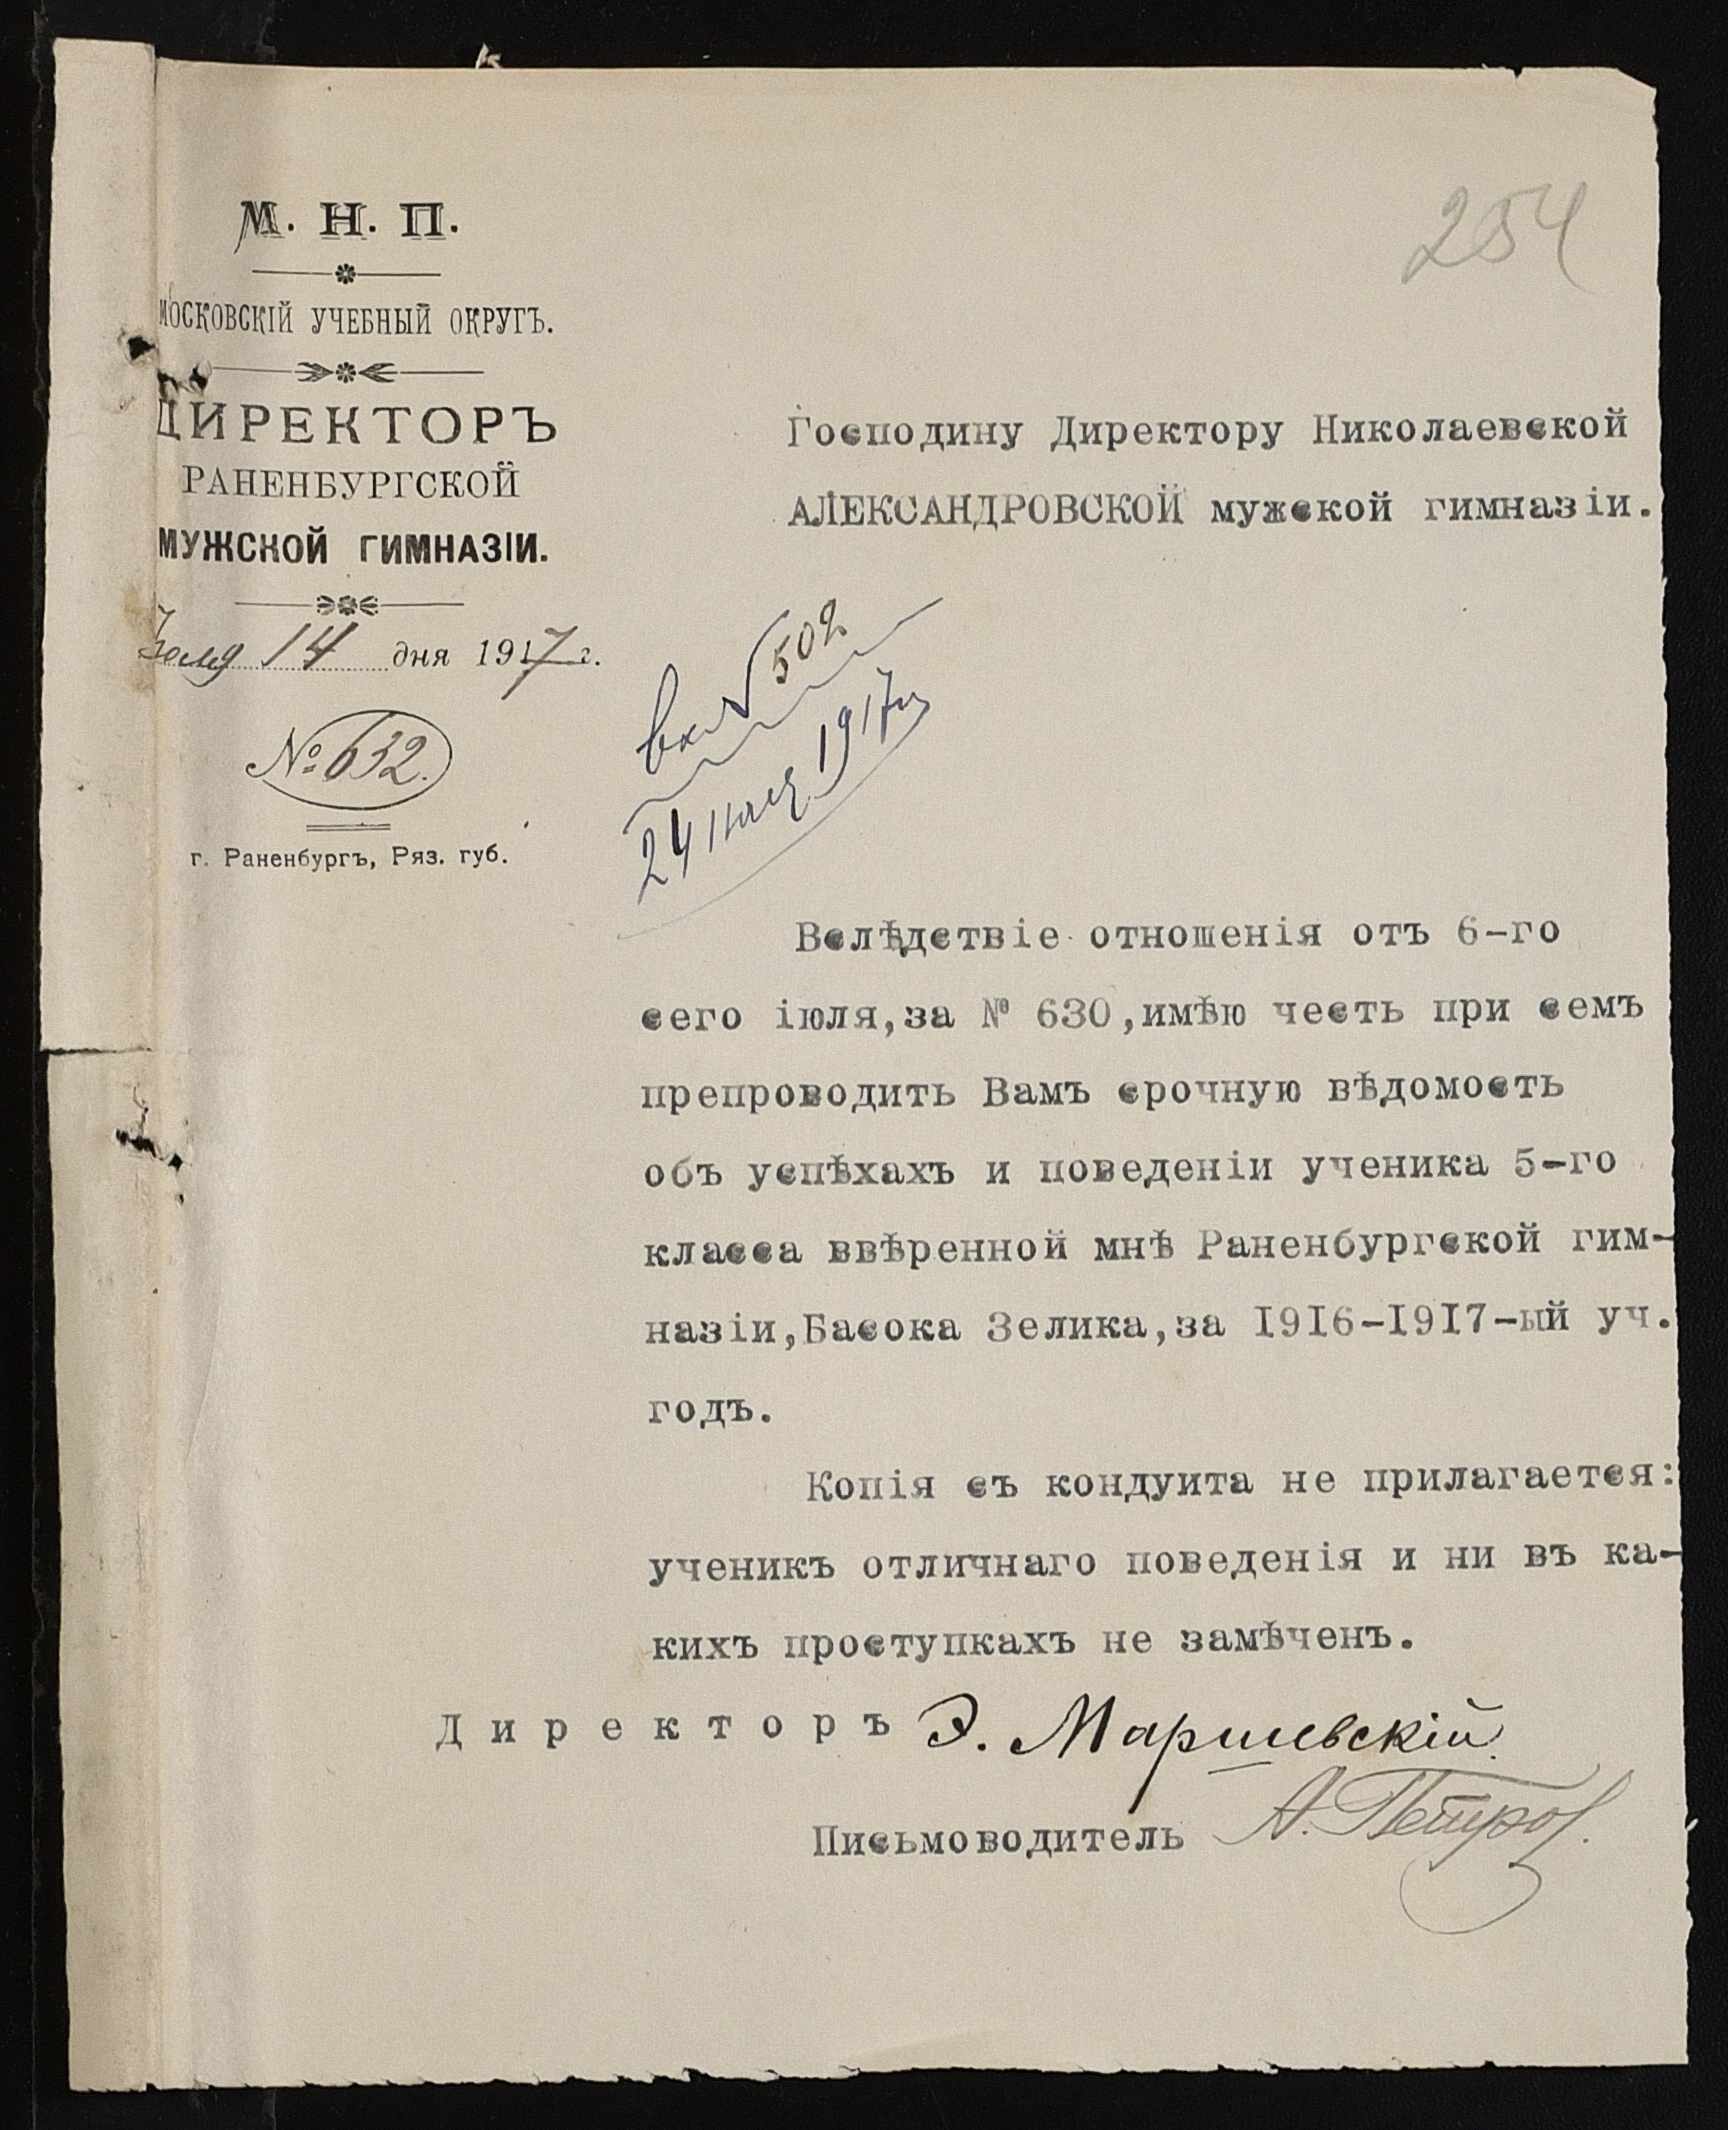 М. Н. П.
МОСКОВСКІЙ УЧЕБНЫЙ ОКРУГЪ.
ДИРЕКТОРЪ
РАНЕНБУРГСКОЙ
МУЖСКОЙ ГИМНАЗІИ.
14 дня 1917 г.
№ 632.
г. Раненбургъ, Ряз. губ.
254
Господину Директору Николаевской
АЛЕКСАНДРОВСКОЙ мужской гимназіи.
вх № 502
24 1917
Вслѣдствіе отношенія отъ 6-го
сего іюля, за № 630, имѣю честь при семъ
препроводить Вамъ срочную вѣдомость
объ успѣхахъ и поведеніи ученика 5-го
класса ввѣренной мнѣ Раненбургской гим-
назіи, Басока Зелика, за 1916-1917-ый уч.
годъ.
Копія съ кондуита не прилагается:
ученикъ отличнаго поведенія и ни въ ка-
кихъ проступкахъ не замѣченъ.
Директоръ Э. Маршевскій.
Письмоводитель А. Петров.